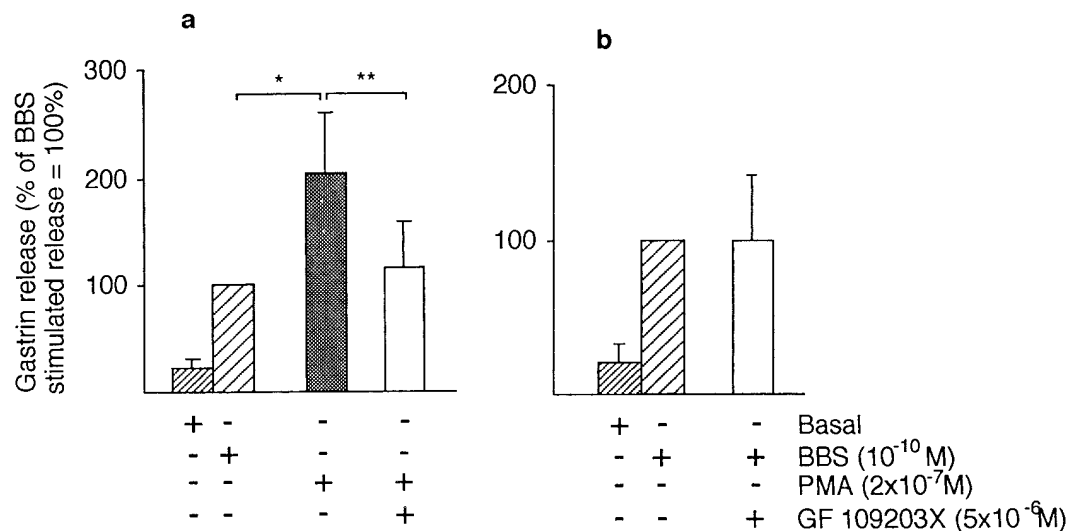 a
b
300
200
100
* **
200
100
Gastrin release (% of BBS
stimulated release = 100%)
+ - - - + - - Basal
- + - - - + + BBS (10⁻¹⁰ M)
- - + + - - - PMA (2x10⁻⁷M)
- - - + - - + GF 109203X (5x10⁻⁶M)